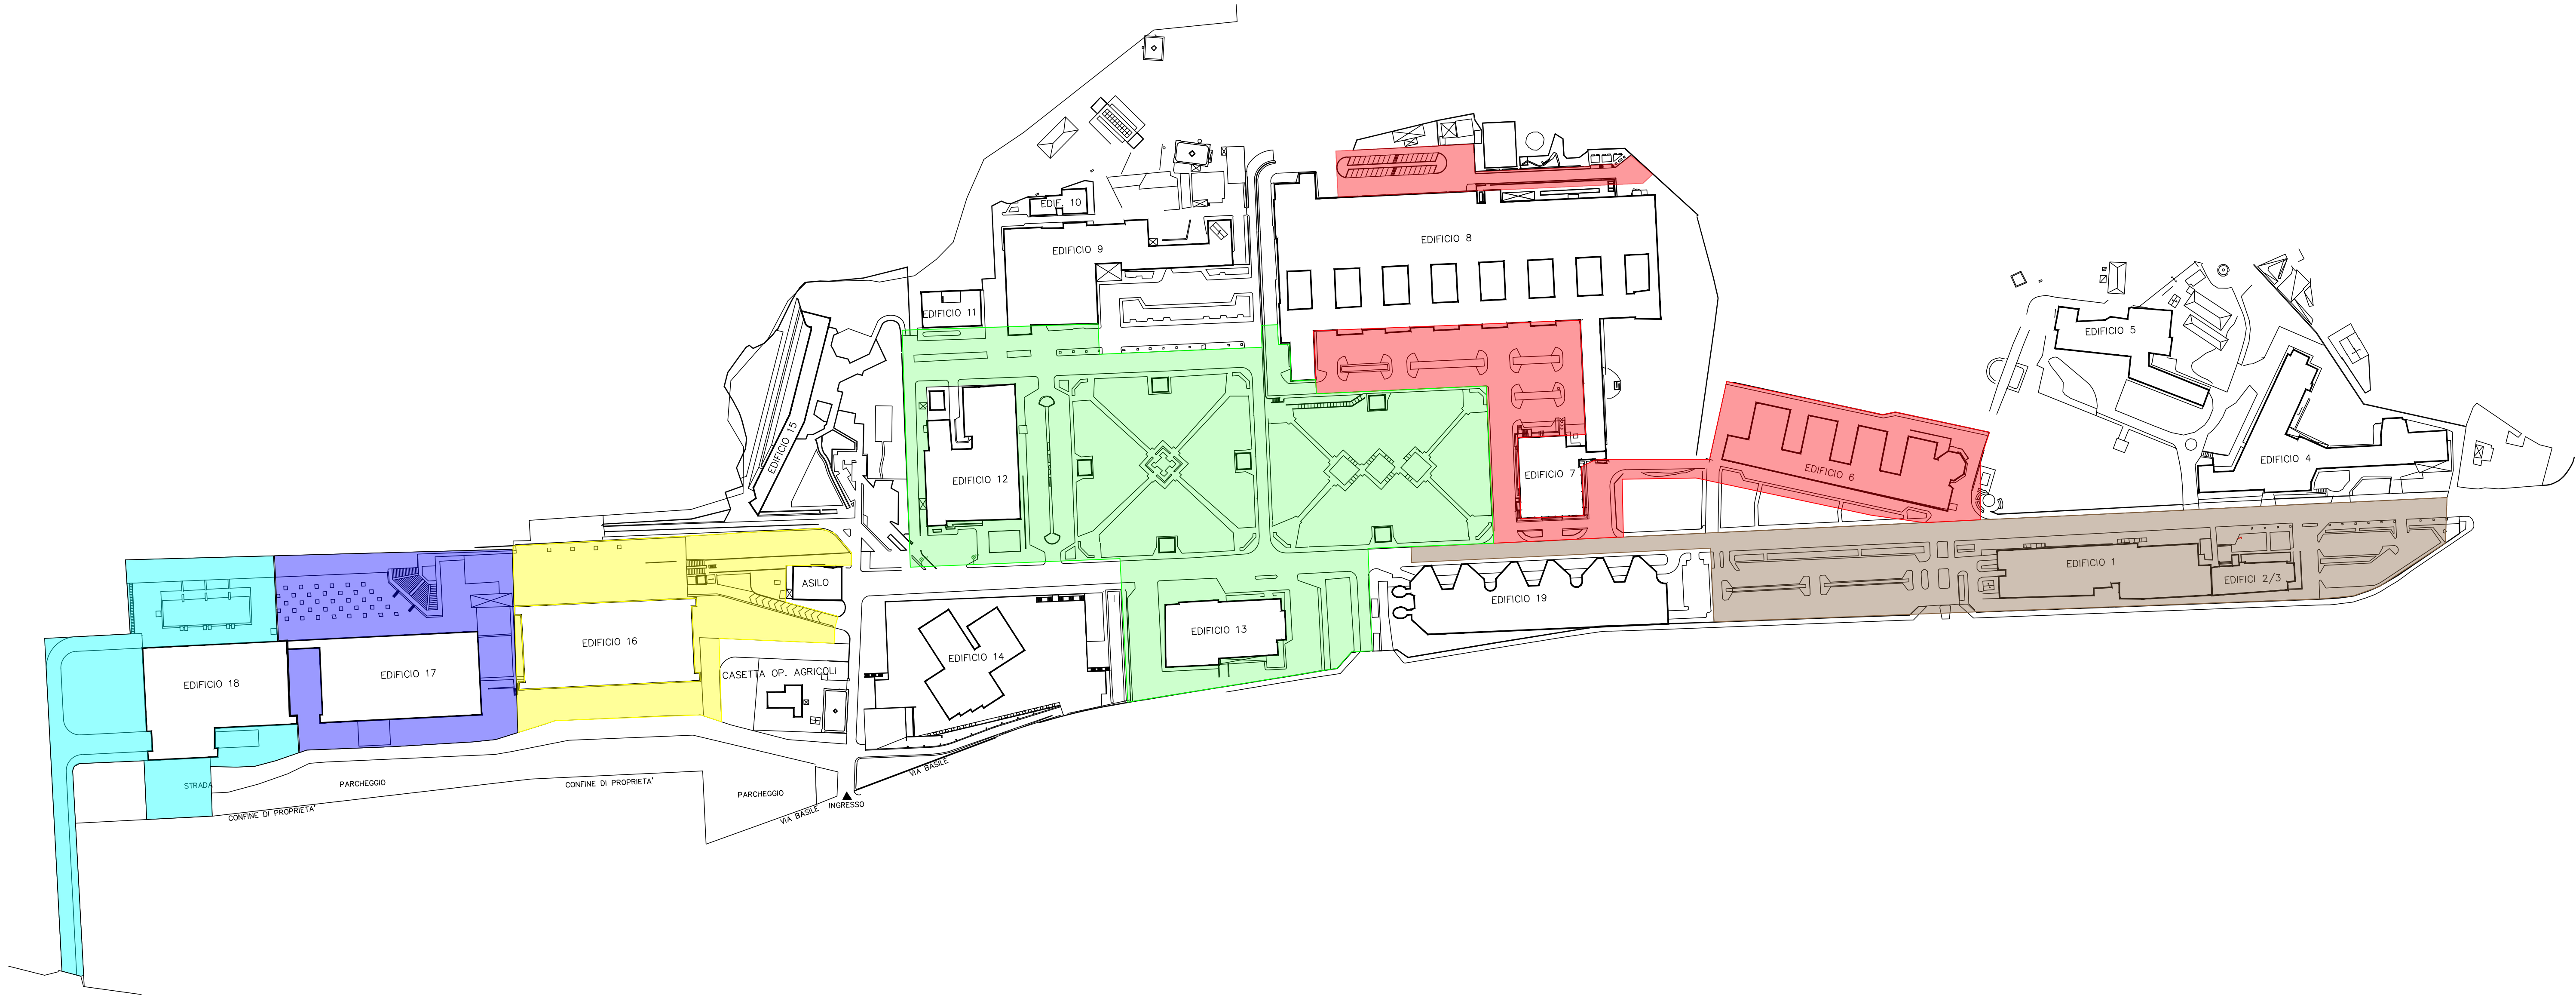 EDIF. 10
EDIFICIO 9
EDIFICIO 8
EDIFICIO 11
EDIFICIO 5
EDIFICIO 15
EDIFICIO 12
EDIFICIO 7
EDIFICIO 6
EDIFICIO 4
ASILO
EDIFICIO 1
EDIFICI 2/3
EDIFICIO 19
EDIFICIO 13
EDIFICIO 16
EDIFICIO 14
EDIFICIO 17
CASETTA OP. AGRICOLI
EDIFICIO 18
VIA BASILE
STRADA
PARCHEGGIO
CONFINE DI PROPRIETA'
PARCHEGGIO
INGRESSO
CONFINE DI PROPRIETA'
VIA BASILE